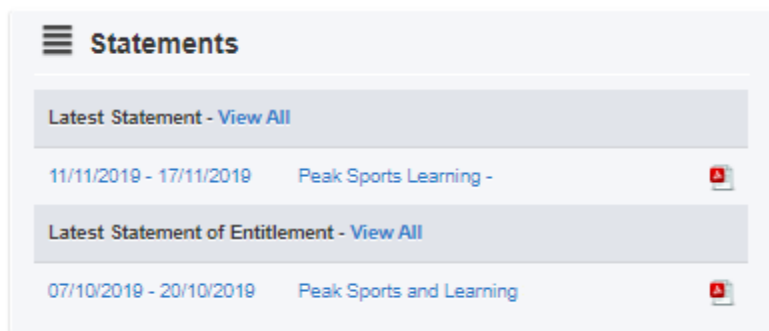 Statements
Latest Statement - View All
11/11/2019 - 17/11/2019 Peak Sports Learning -
Latest Statement of Entitlement - View All
07/10/2019 - 20/10/2019 Peak Sports and Learning